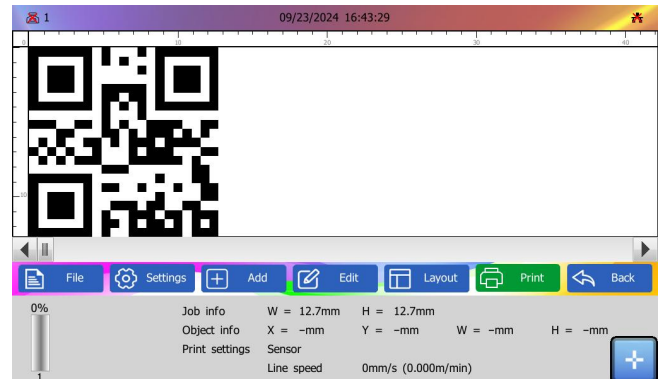 1 09/23/2024 16:43:29
0 10 20 30 40
10
File Settings Add Edit Layout Print Back
0% Job info W = 12.7mm H = 12.7mm
Object info X = -mm Y = -mm W = -mm H = -mm
Print settings Sensor
Line speed 0mm/s (0.000m/min)
1